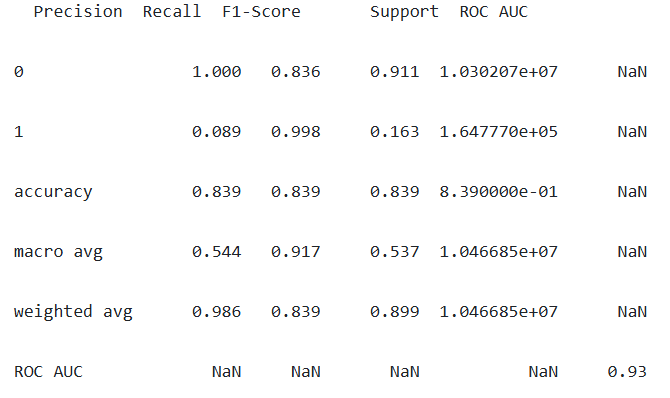 Precision Recall F1-Score Support ROC AUC
0 1.000 0.836 0.911 1.030207e+07 NaN
1 0.089 0.998 0.163 1.647770e+05 NaN
accuracy 0.839 0.839 0.839 8.390000e-01 NaN
macro avg 0.544 0.917 0.537 1.046685e+07 NaN
weighted avg 0.986 0.839 0.899 1.046685e+07 NaN
ROC AUC NaN NaN NaN NaN 0.93